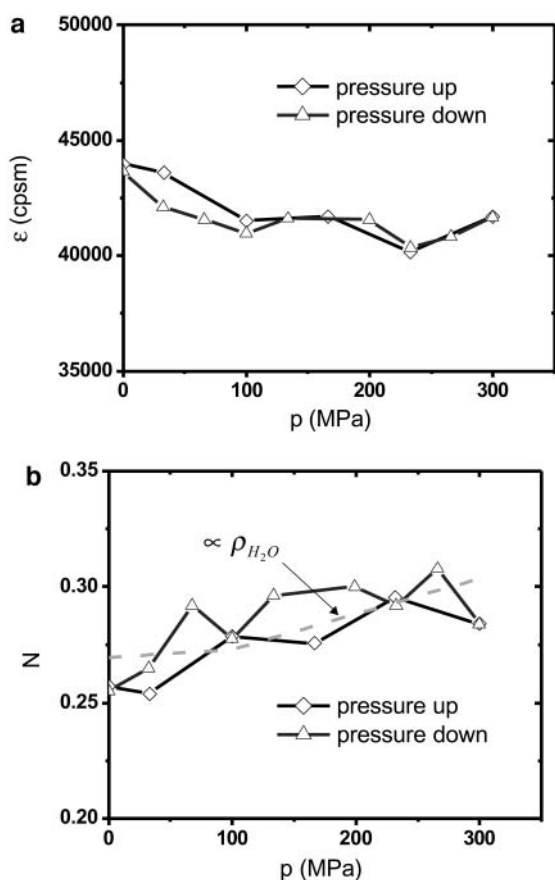 a
50000
45000
40000
35000
ε (cpsm)
pressure up
pressure down
0
100
200
300
p (MPa)
b
0.35
0.30
0.25
0.20
N
∝ ρH₂O
pressure up
pressure down
0
100
200
300
p (MPa)